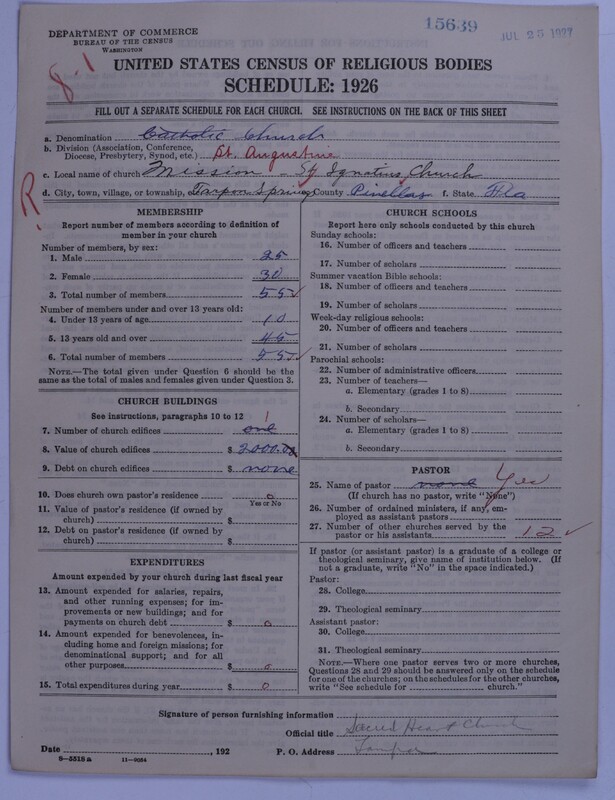 15639
JUL 25 1927
DEPARTMENT OF COMMERCE
BUREAU OF THE CENSUS
WASHINGTON
8-1
UNITED STATES CENSUS OF RELIGIOUS BODIES
SCHEDULE: 1926
FILL OUT A SEPARATE SCHEDULE FOR EACH CHURCH. SEE INSTRUCTIONS ON THE BACK OF THIS SHEET
a. Denomination Catholic Church
b. Division (Association, Conference,
Diocese, Presbytery, Synod, etc.) St. Augustine
c. Local name of church Mission - St Ignatius Church
d. City, town, village, or township, e. Tarpon Springs County Pinellas f. State Fla
R
MEMBERSHIP
Report number of members according to definition of
member in your church
Number of members, by sex:
1. Male 25
2. Female 30
3. Total number of members 55
Number of members under and over 13 years old:
4. Under 13 years of age 10
5. 13 years old and over 45
6. Total number of members 55
NOTE.—The total given under Question 6 should be the
same as the total of males and females given under Question 3.
CHURCH BUILDINGS
See instructions, paragraphs 10 to 12
1
7. Number of church edifices one
8. Value of church edifices $ 2000.00
9. Debt on church edifices $ none
10. Does church own pastor's residence 0
Yes or No
11. Value of pastor's residence (if owned by
church) $
12. Debt on pastor's residence (if owned by
church) $
EXPENDITURES
Amount expended by your church during last fiscal year
13. Amount expended for salaries, repairs,
and other running expenses; for im-
provements or new buildings; and for
payments on church debt $ 0
14. Amount expended for benevolences, in-
cluding home and foreign missions; for
denominational support; and for all
other purposes $ 0
15. Total expenditures during year $ 0
CHURCH SCHOOLS
Report here only schools conducted by this church
Sunday schools:
16. Number of officers and teachers
17. Number of scholars
Summer vacation Bible schools:
18. Number of officers and teachers
19. Number of scholars
Week-day religious schools:
20. Number of officers and teachers
21. Number of scholars
Parochial schools:
22. Number of administrative officers
23. Number of teachers—
a. Elementary (grades 1 to 8)
b. Secondary
24. Number of scholars—
a. Elementary (grades 1 to 8)
b. Secondary
PASTOR
25. Name of pastor none Yes
(If church has no pastor, write "None")
26. Number of ordained ministers, if any, em-
ployed as assistant pastors
27. Number of other churches served by the
pastor or his assistants 12
If pastor (or assistant pastor) is a graduate of a college or
theological seminary, give name of institution below. (If
not a graduate, write "No" in the space indicated.)
Pastor:
28. College
29. Theological seminary
Assistant pastor:
30. College
31. Theological seminary
NOTE.—Where one pastor serves two or more churches,
Questions 28 and 29 should be answered only on the schedule
for one of the churches; on the schedules for the other churches,
write "See schedule for church."
Signature of person furnishing information
Official title Sacred Heart Church
Date , 192 P. O. Address Tampa
8-5518 a 11-9034